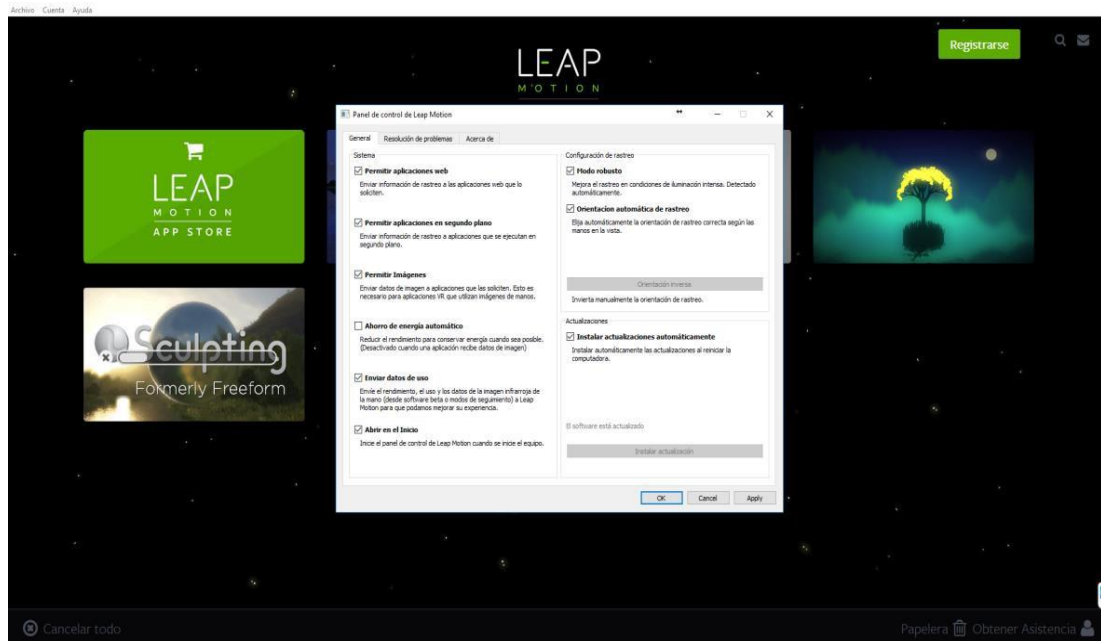 Archivo Cuenta Ayuda
Registrarse
LEAP
MOTION
LEAP
MOTION
APP STORE
Sculpting
Formerly Freeform
Panel de control de Leap Motion
General Resolución de problemas Acerca de
Sistema
Permitir aplicaciones web
Enviar información de rastreo a las aplicaciones web que lo
soliciten.
Permitir aplicaciones en segundo plano
Enviar información de rastreo a aplicaciones que se ejecutan en
segundo plano.
Permitir Imágenes
Enviar datos de imagen a aplicaciones que las soliciten. Esto es
necesario para aplicaciones VR que utilizan imágenes de manos.
Ahorro de energía automático
Reducir el rendimiento para conservar energía cuando sea posible.
(Desactivado cuando una aplicación recibe datos de imagen)
Enviar datos de uso
Envíe el rendimiento, el uso y los datos de la imagen infrarroja de
la mano (desde software beta o modos de seguimiento) a Leap
Motion para que podamos mejorar su experiencia.
Abrir en el Inicio
Inicie el panel de control de Leap Motion cuando se inicie el equipo.
Configuración de rastreo
Modo robusto
Mejora el rastreo en condiciones de iluminación intensa. Detectado
automáticamente.
Orientacíon automática de rastreo
Elija automáticamente la orientación de rastreo correcta según las
manos en la vista.
Orientación inversa
Invierta manualmente la orientación de rastreo.
Actualizaciones
Instalar actualizaciones automáticamente
Instalar automáticamente las actualizaciones al reiniciar la
computadora.
El software está actualizado
Instalar actualización
OK Cancel Apply
Cancelar todo
Papelera Obtener Asistencia